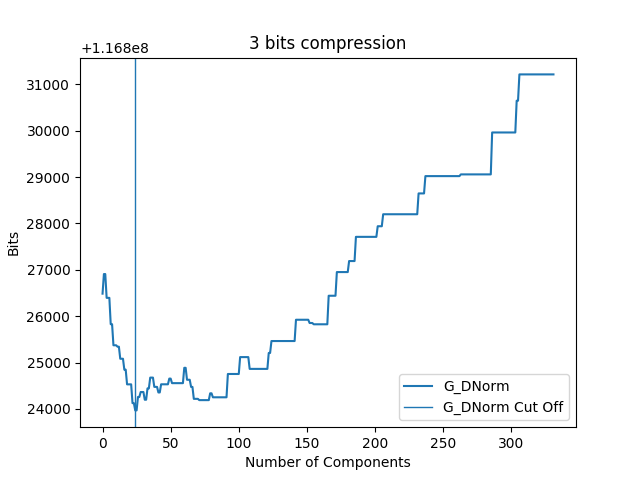 3 bits compression
+1.168e8
31000
30000
29000
28000
27000
26000
25000
24000
Bits
0 50 100 150 200 250 300
Number of Components
G_DNorm
G_DNorm Cut Off